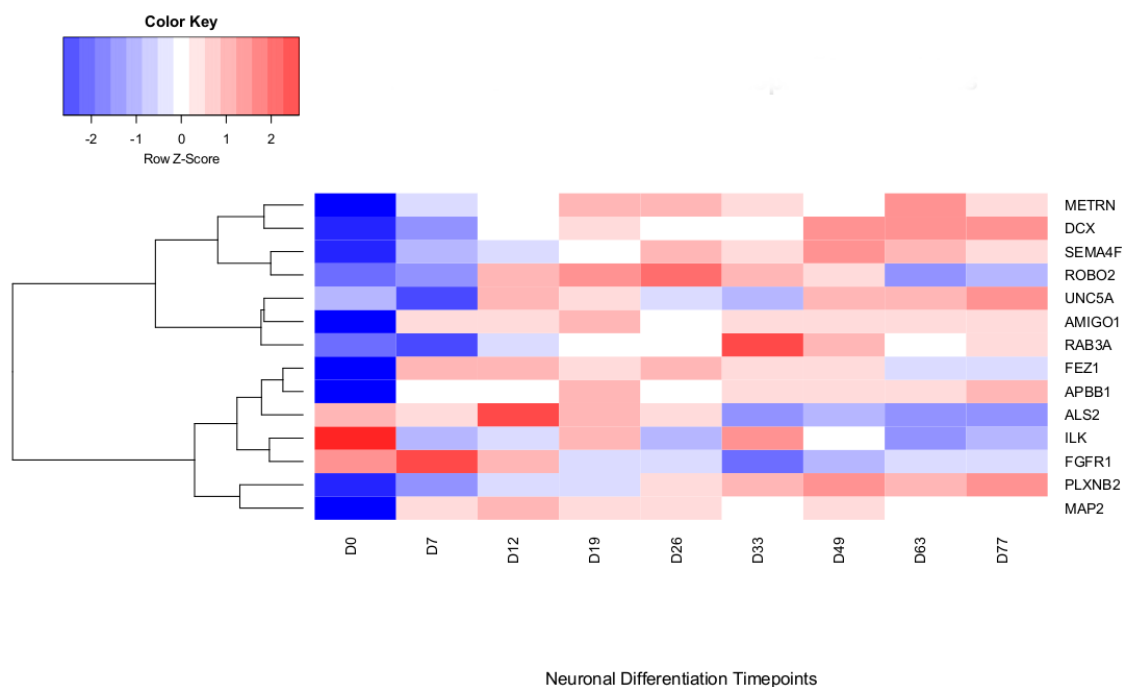 Color Key
-2 -1 0 1 2
Row Z-Score
METRN
DCX
SEMA4F
ROBO2
UNC5A
AMIGO1
RAB3A
FEZ1
APBB1
ALS2
ILK
FGFR1
PLXNB2
MAP2
D0 D7 D12 D19 D26 D33 D49 D63 D77
Neuronal Differentiation Timepoints